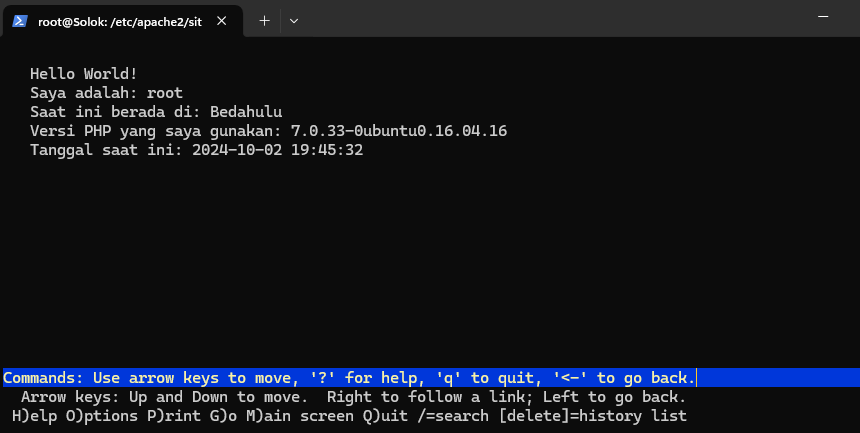 root@Solok: /etc/apache2/sit
Hello World!
Saya adalah: root
Saat ini berada di: Bedahulu
Versi PHP yang saya gunakan: 7.0.33-0ubuntu0.16.04.16
Tanggal saat ini: 2024-10-02 19:45:32
Commands: Use arrow keys to move, '?' for help, 'q' to quit, '<-' to go back.
Arrow keys: Up and Down to move.  Right to follow a link; Left to go back.
H)elp O)ptions P)rint G)o M)ain screen Q)uit /=search [delete]=history list